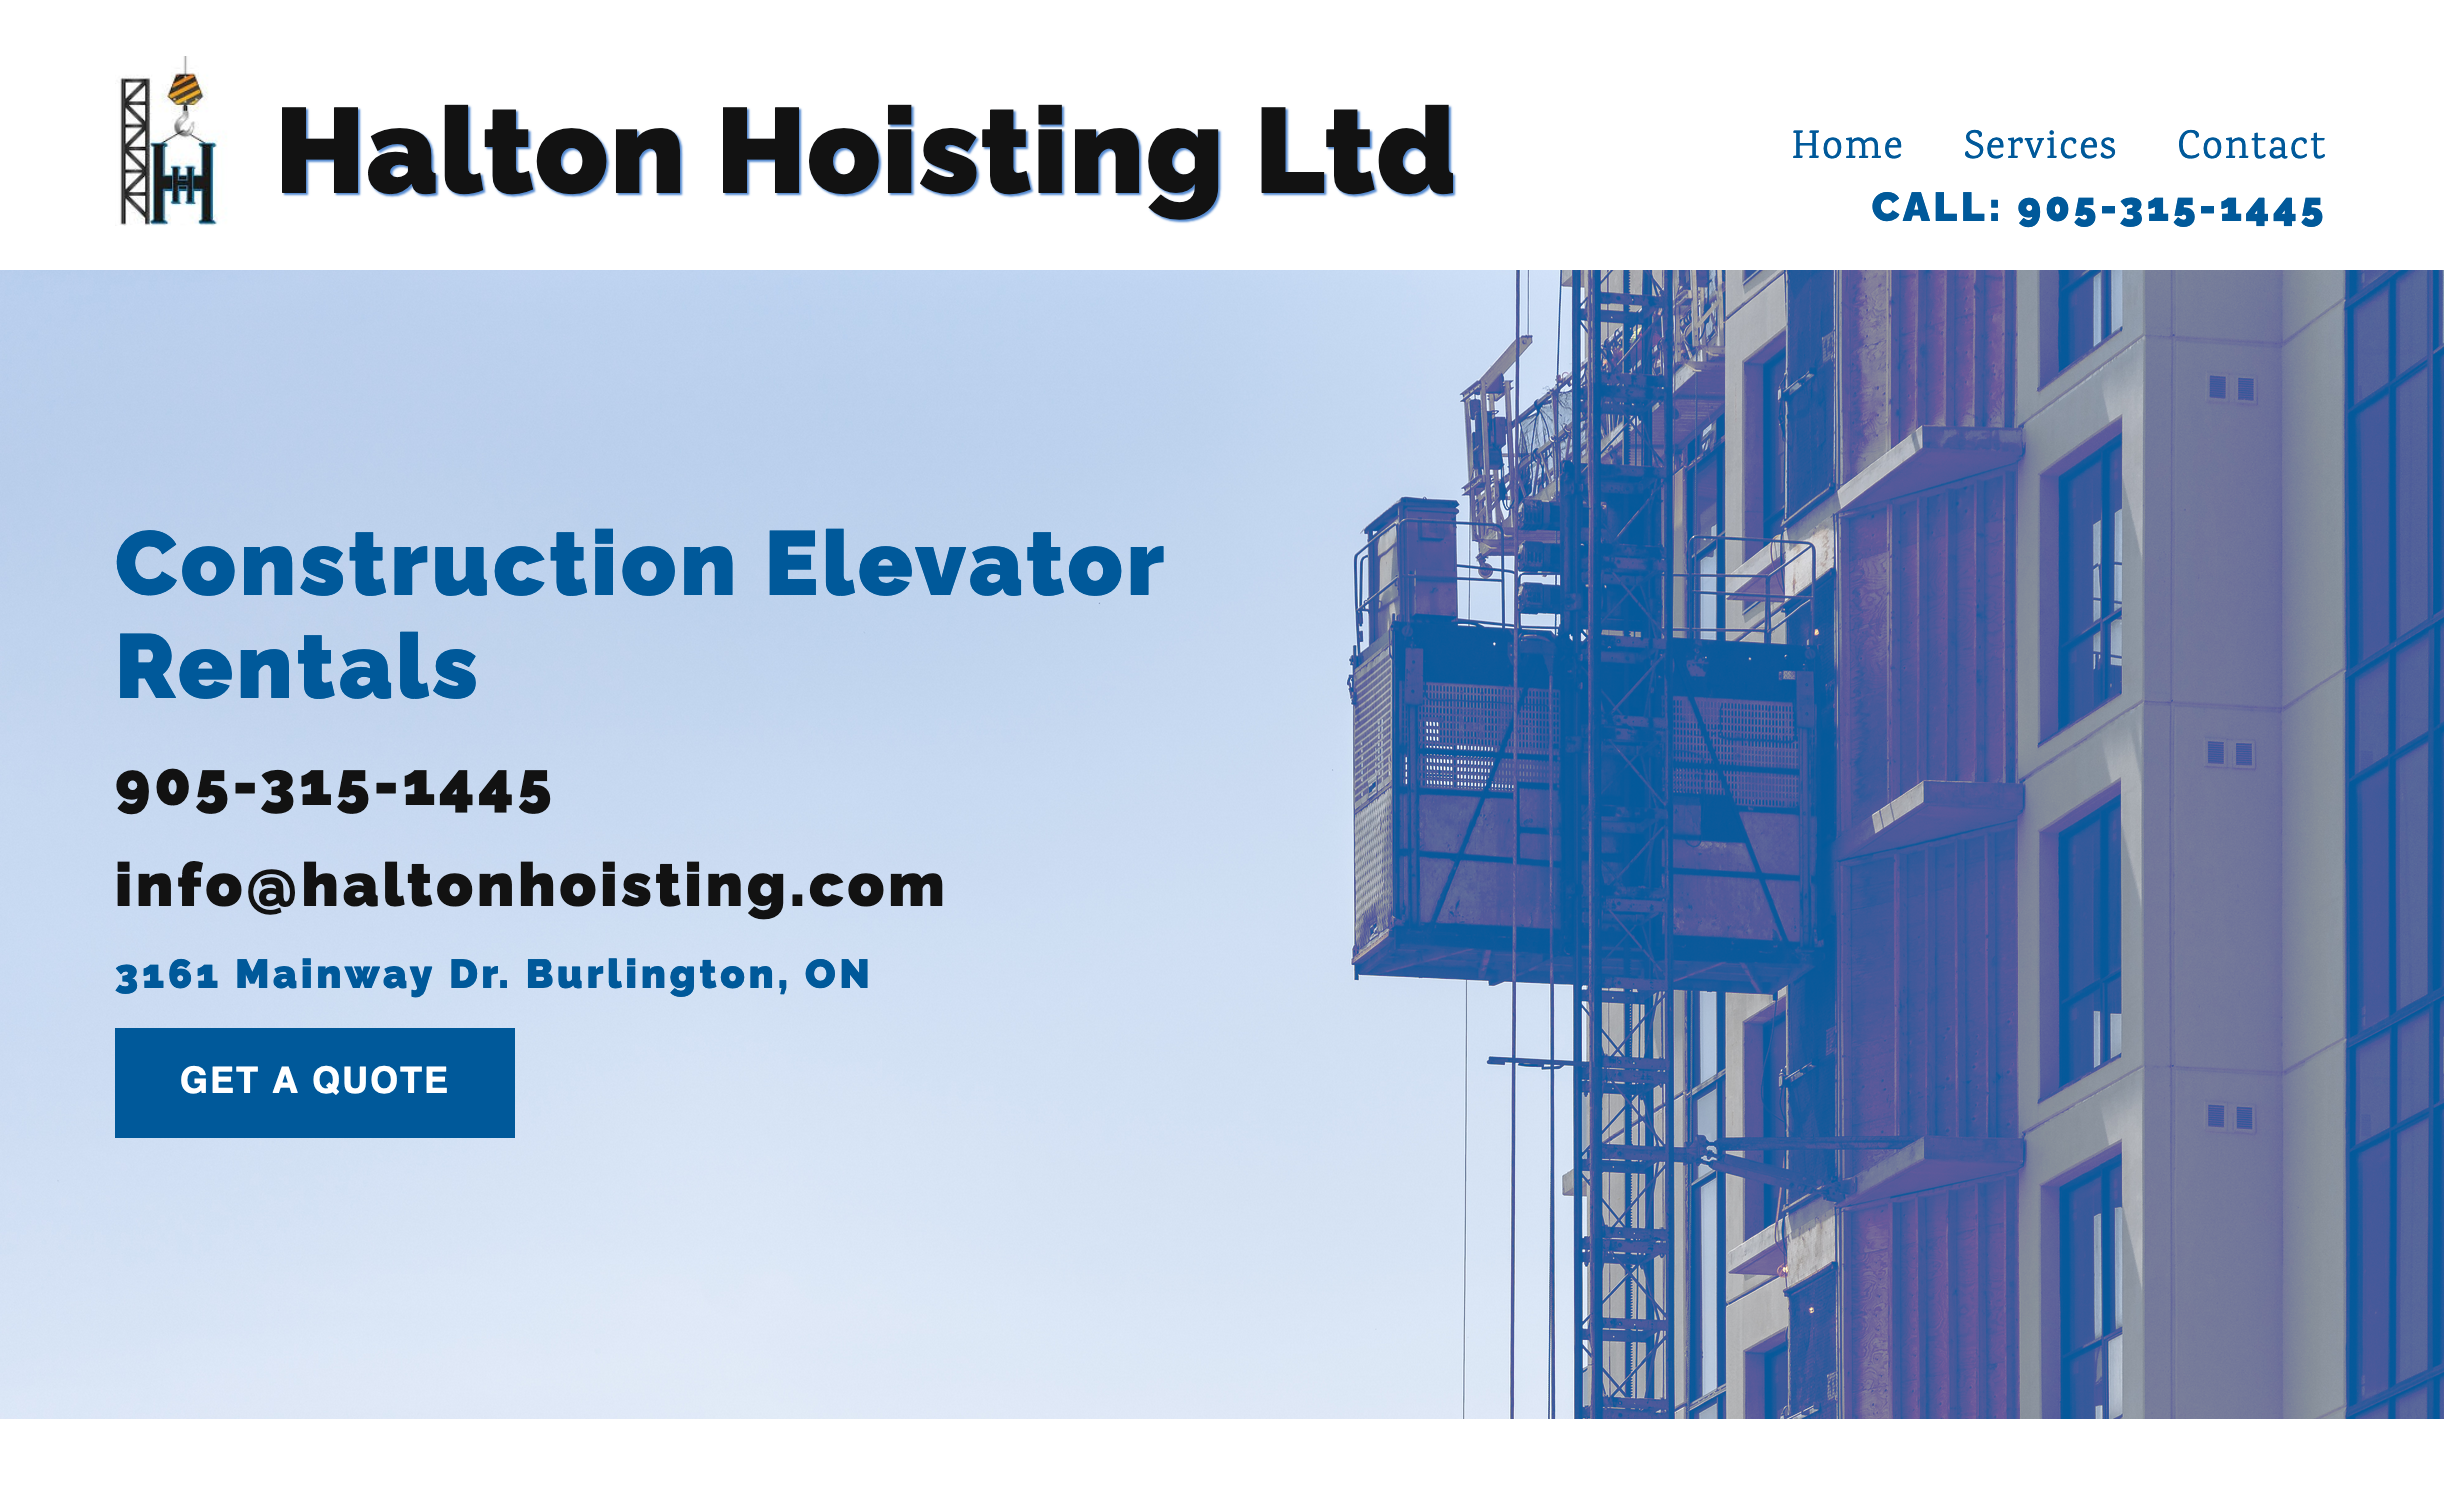 Halton Hoisting Ltd
Home Services Contact
CALL: 905-315-1445
Construction Elevator
Rentals
905-315-1445
info@haltonhoisting.com
3161 Mainway Dr. Burlington, ON
GET A QUOTE